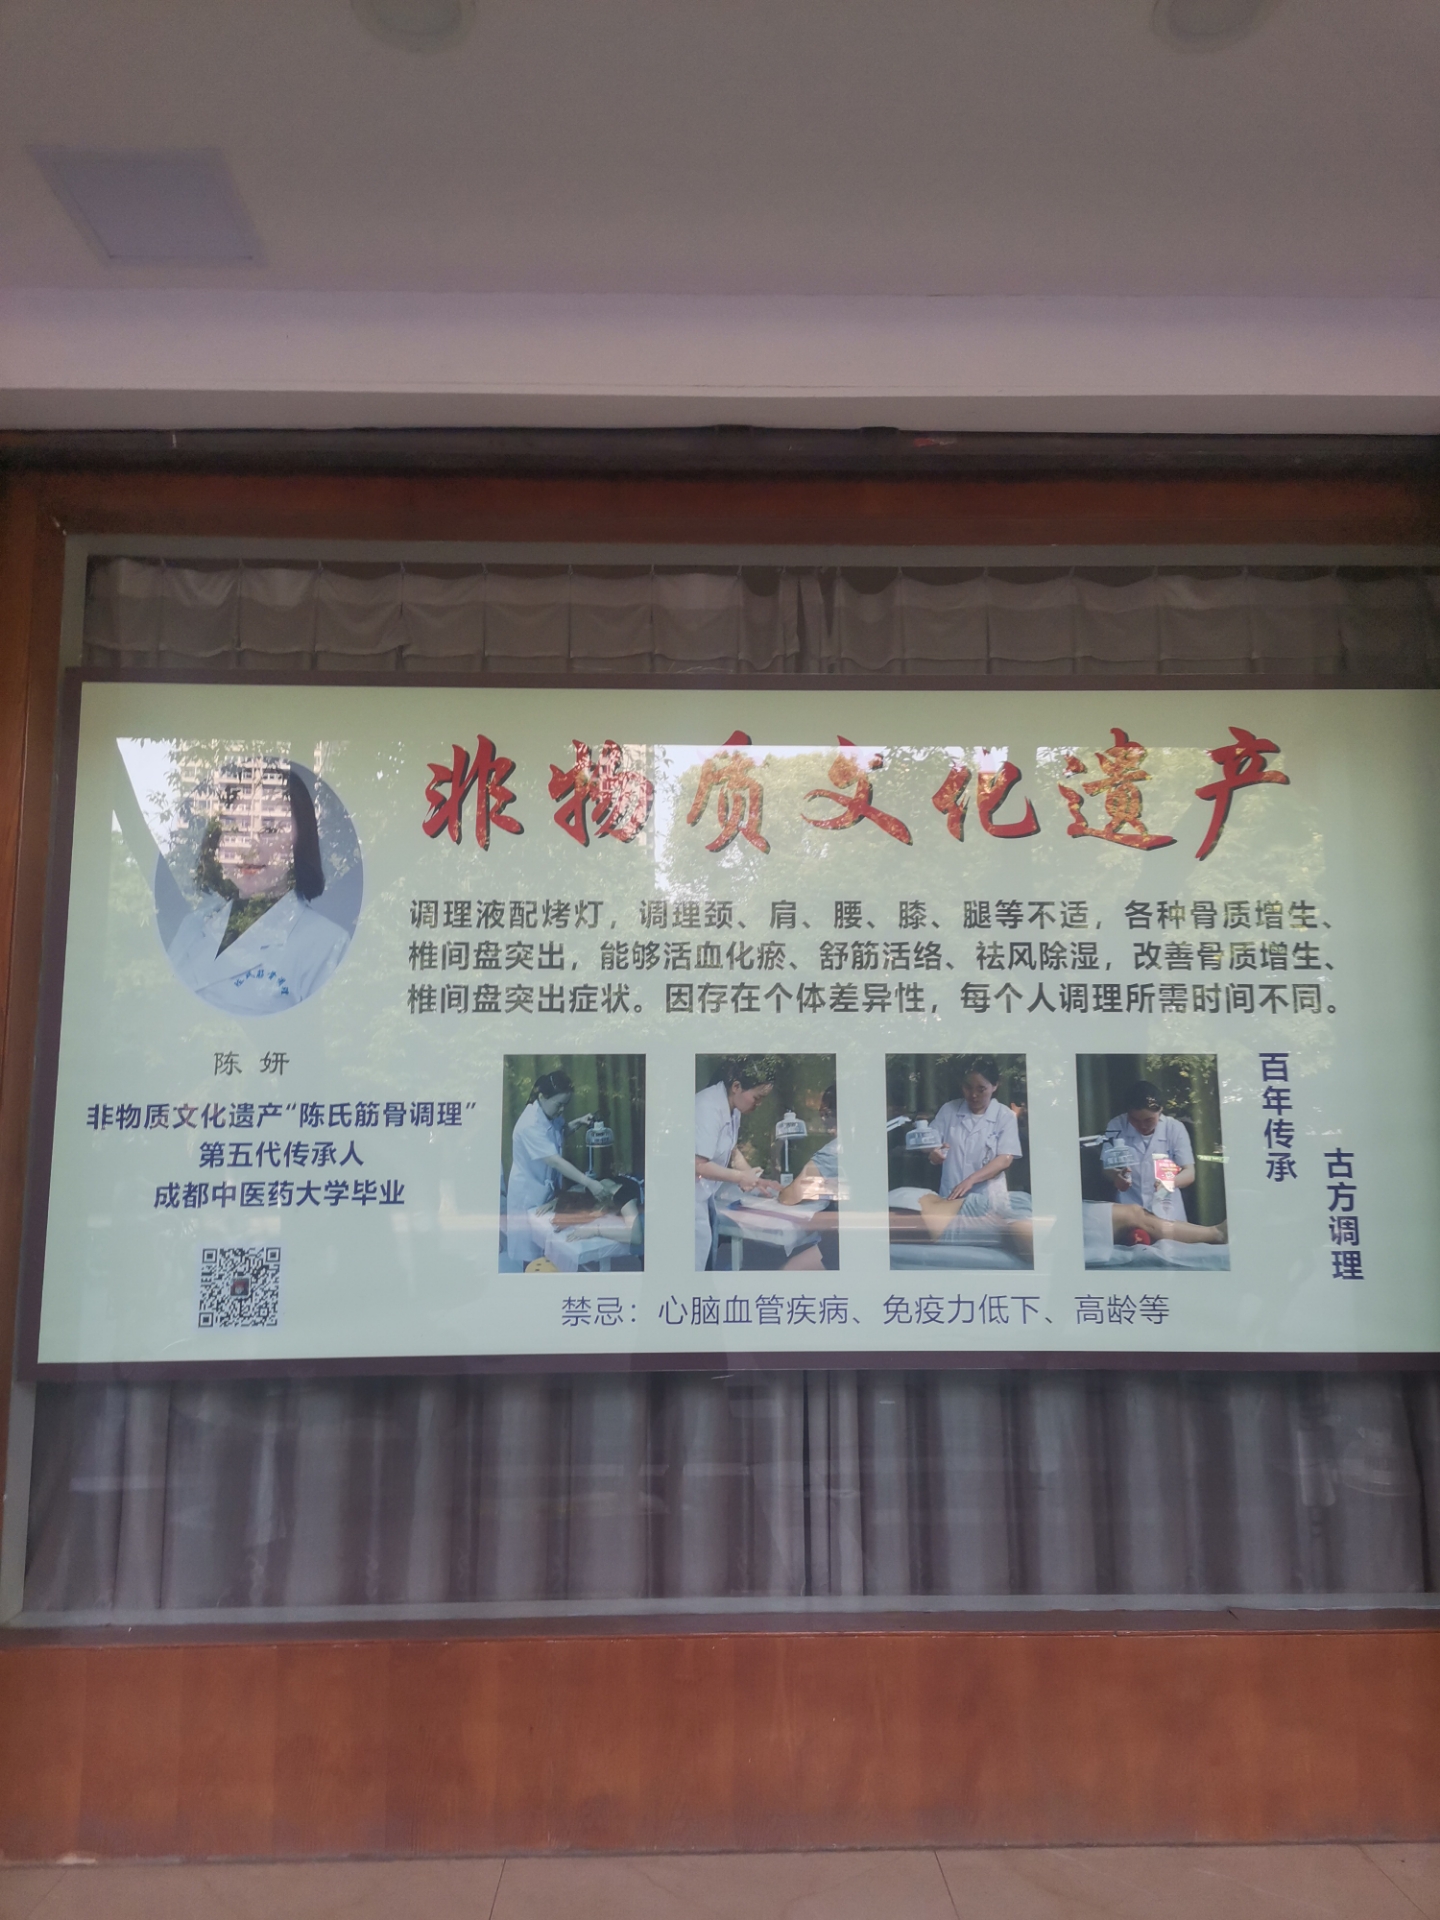 非物质文化遗产
调理液配烤灯，调理颈、肩、腰、膝、腿等不适，各种骨质增生、
椎间盘突出，能够活血化瘀、舒筋活络、祛风除湿，改善骨质增生、
椎间盘突出症状。因存在个体差异性，每个人调理所需时间不同。
陈 妍
非物质文化遗产“陈氏筋骨调理”
第五代传承人
成都中医药大学毕业
百年传承
古方调理
禁忌：心脑血管疾病、免疫力低下、高龄等